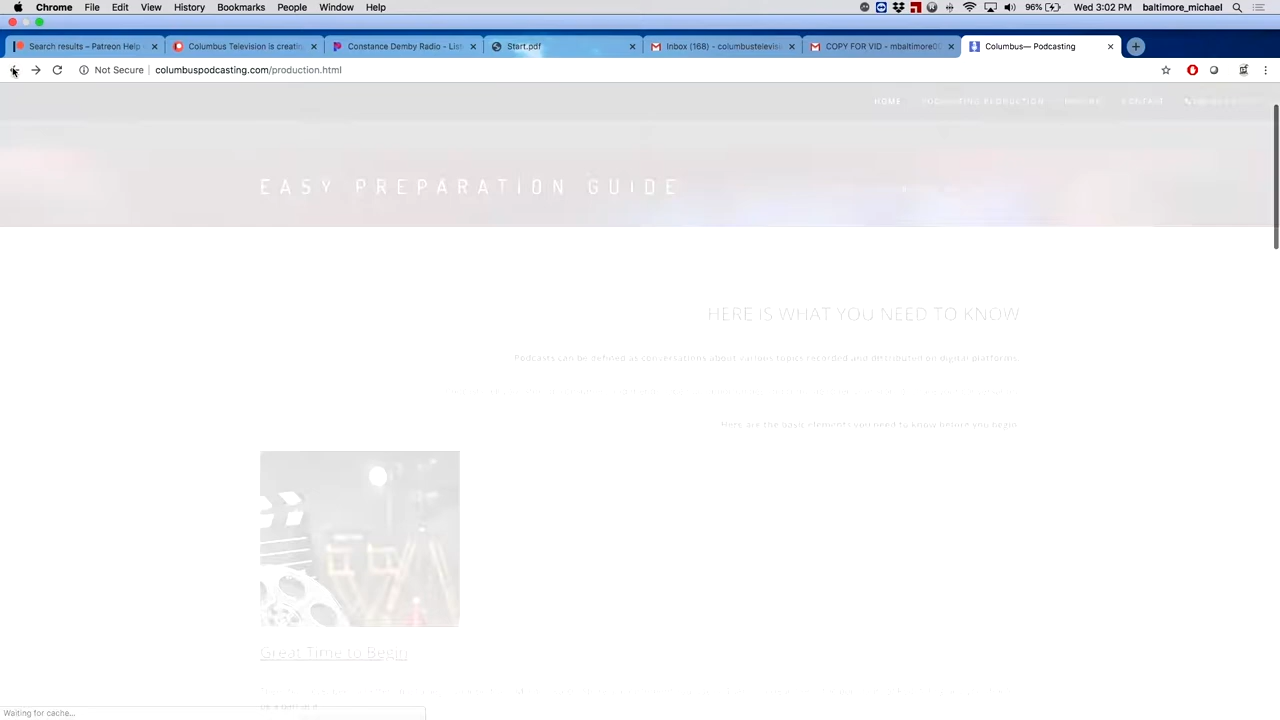 Chrome File Edit View History Bookmarks People Window Help 96% Wed 3:02 PM baltimore_michael
Search results – Patreon Help Columbus Television is creatin Constance Demby Radio - List Start.pdf Inbox (168) - columbustelevisi COPY FOR VID - mbaltimore00 Columbus— Podcasting
Not Secure columbuspodcasting.com/production.html
HOME PODCASTING PRODUCTION CONTACT
EASY PREPARATION GUIDE
HERE IS WHAT YOU NEED TO KNOW
Podcasts can be defined as conversations about various topics recorded and distributed on digital platforms.
Here are the basic elements you need to know before you begin.
Great Time to Begin
Waiting for cache...